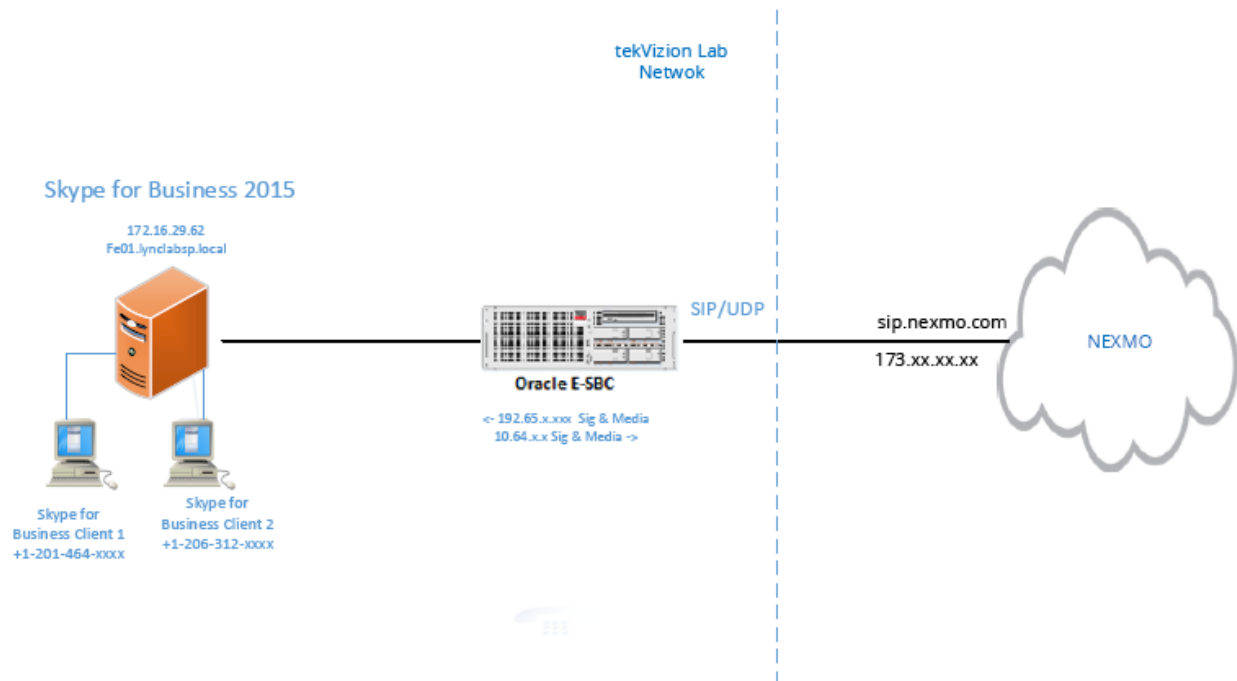 tekVizion Lab
Netwok
Skype for Business 2015
172.16.29.62
Fe01.lynclabsp.local
SIP/UDP
sip.nexmo.com
173.xx.xx.xx
NEXMO
Oracle E-SBC
<- 192.65.x.xxx Sig & Media
10.64.x.x Sig & Media ->
Skype for
Business Client 1
+1-201-464-xxxx
Skype for
Business Client 2
+1-206-312-xxxx